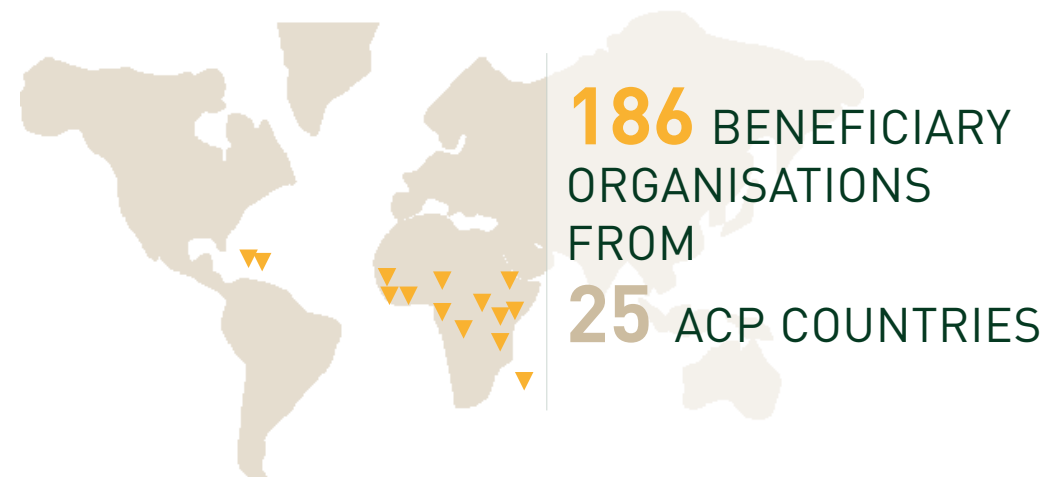 186 BENEFICIARY
ORGANISATIONS
FROM
25 ACP COUNTRIES